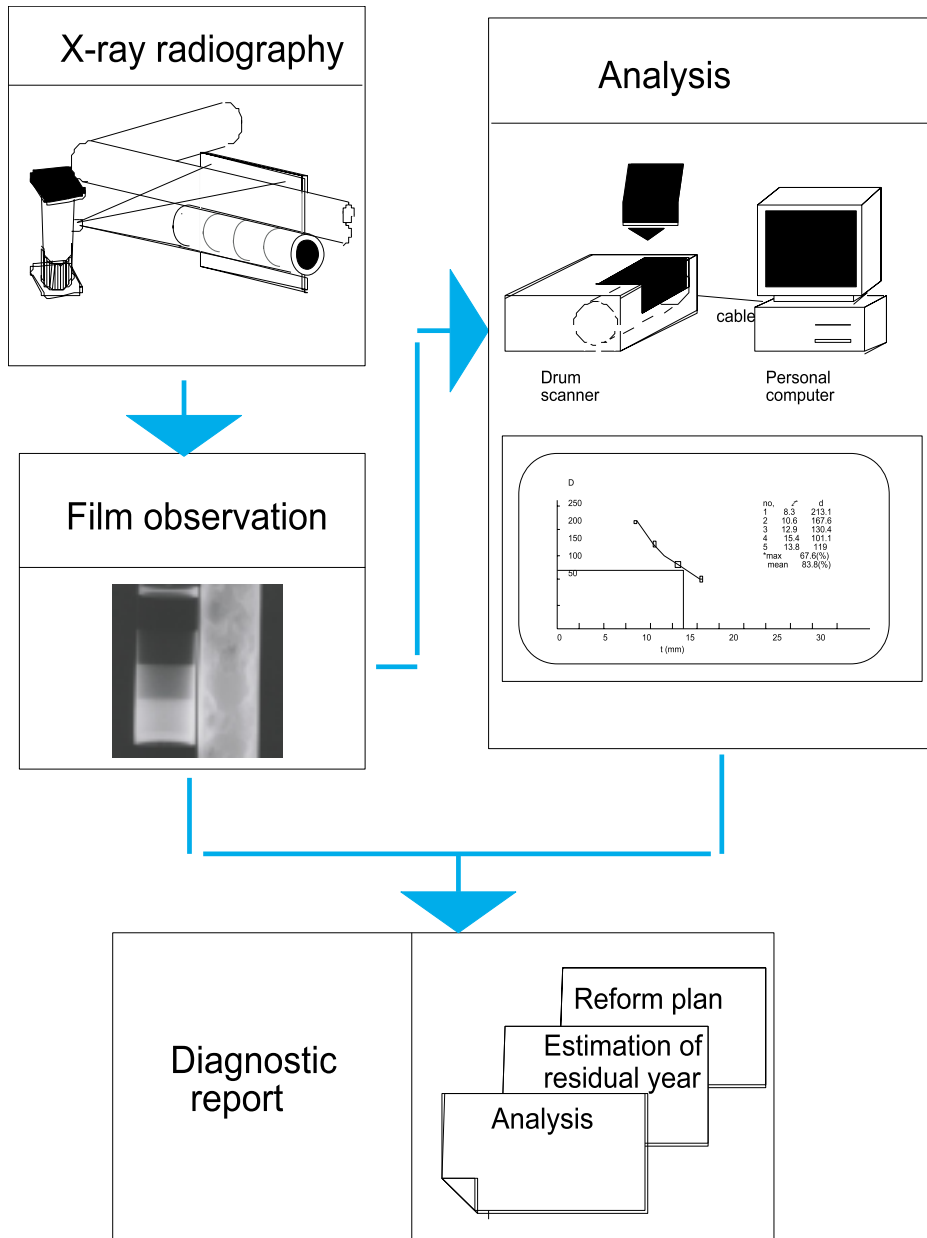 X-ray radiography
Analysis
cable
Drum
scanner
Personal
computer
Film observation
D
250
200
150
100
50
0 5 10 15 20 25 30
t (mm)
no, d
1 8.3 213.1
2 10.6 167.6
3 12.9 130.4
4 15.4 101.1
5 13.8 119
*max 67.6(%)
mean 83.8(%)
Diagnostic
report
Reform plan
Estimation of
residual year
Analysis